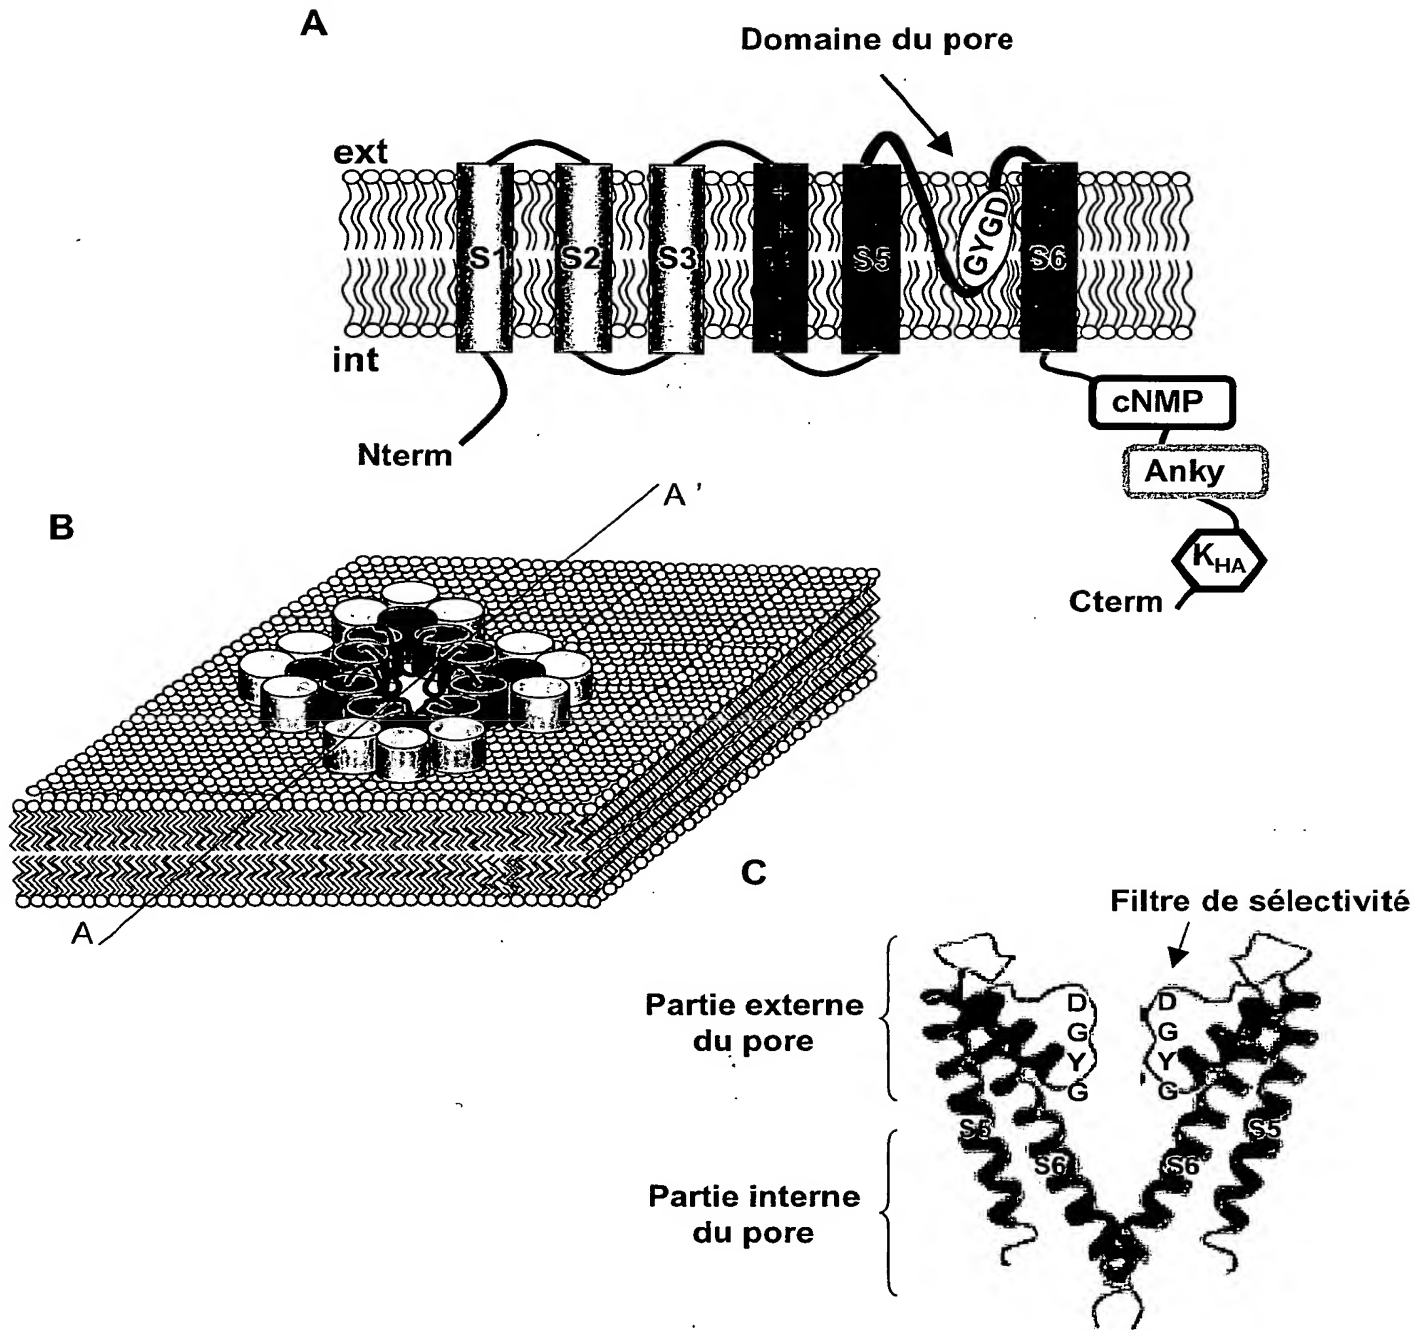 A
Domaine du pore
ext
S1
S2
S3
S5
GYGD
S6
int
cNMP
Nterm
Anky
A '
B
K HA
Cterm
C
Filtre de sélectivité
A
Partie externe
du pore
D
G
Y
G
D
G
Y
G
S5
S6
S6
S5
Partie interne
du pore